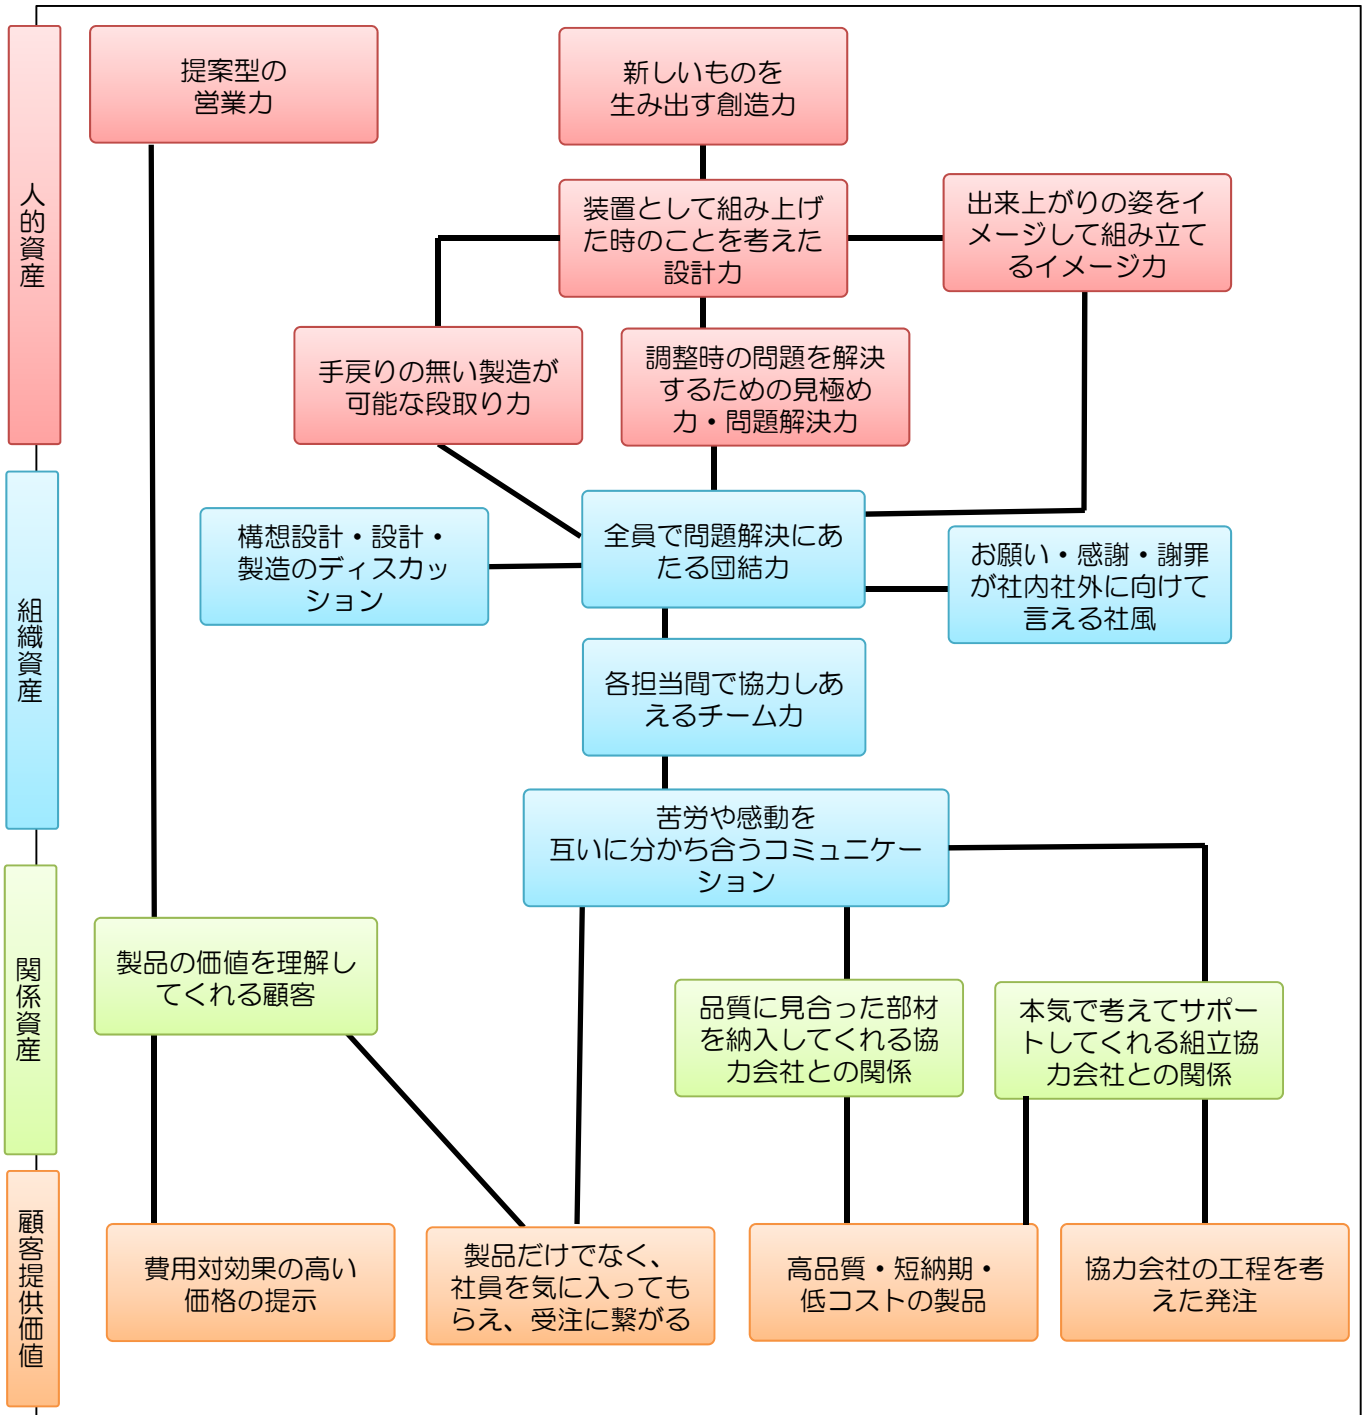 人的資産
提案型の
営業力
新しいものを
生み出す創造力
装置として組み上げ
た時のことを考えた
設計力
出来上がりの姿をイ
メージして組み立て
るイメージ力
手戻りの無い製造が
可能な段取り力
調整時の問題を解決
するための見極め
力・問題解決力
組織資産
構想設計・設計・
製造のディスカッ
ション
全員で問題解決にあ
たる団結力
お願い・感謝・謝罪
が社内社外に向けて
言える社風
各担当間で協力しあ
えるチーム力
苦労や感動を
互いに分かち合うコミュニケー
ション
関係資産
製品の価値を理解し
てくれる顧客
品質に見合った部材
を納入してくれる協
力会社との関係
本気で考えてサポー
トしてくれる組立協
力会社との関係
顧客提供価値
費用対効果の高い
価格の提示
製品だけでなく、
社員を気に入っても
らえ、受注に繋がる
高品質・短納期・
低コストの製品
協力会社の工程を考
えた発注